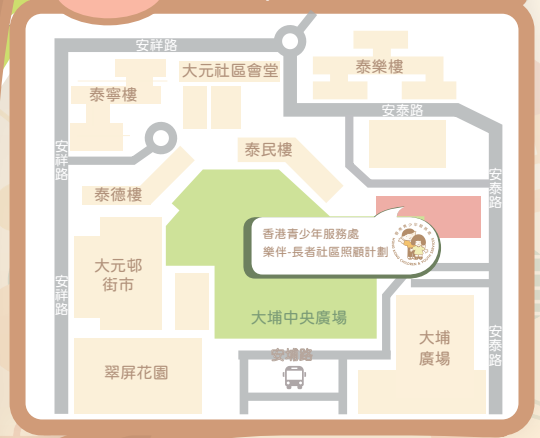 安祥路
大元社區會堂
泰樂樓
泰寧樓
安泰路
安祥路
泰民樓
泰德樓
安泰路
香港青少年服務處
樂伴-長者社區照顧計劃
大元邨
街市
安祥路
大埔中央廣場
大埔
廣場
安泰路
安埔路
翠屏花園